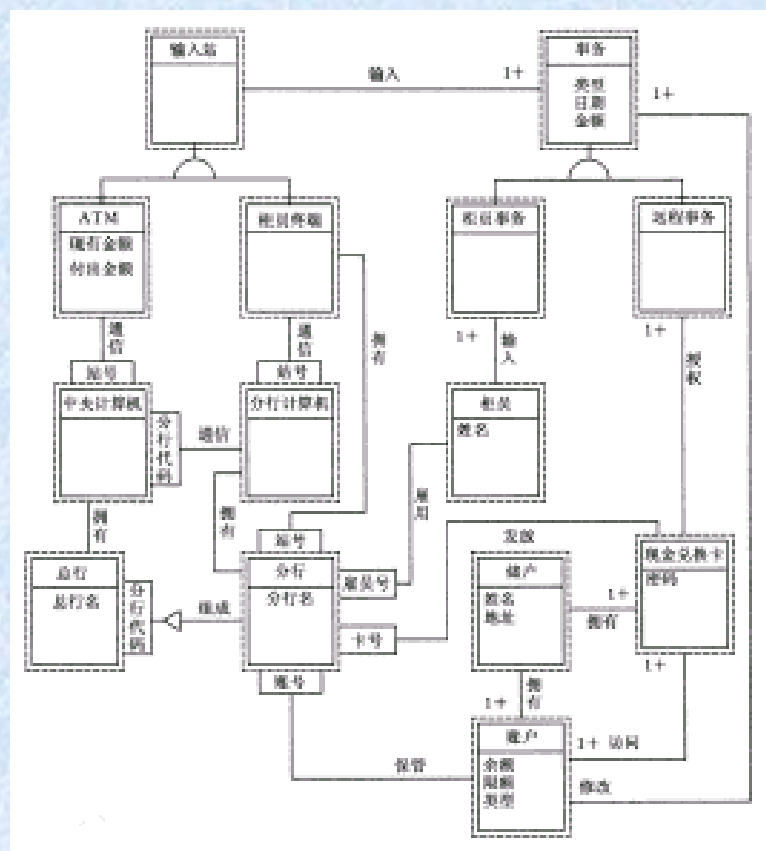 输入站
事务
输入
1+
类型
日期
金额
1+
ATM
现有金额
付出金额
柜员终端
柜员事务
远程事务
通信
通信
拥有
1+
输入
1+
授权
站号
站号
中央计算机
分行计算机
柜员
姓名
分行代码
通信
拥有
拥有
雇用
站号
发放
总行
总行名
分行代码
组成
分行
分行名
雇员号
卡号
账号
储户
姓名
地址
1+
拥有
现金兑换卡
密码
1+
拥有
1+
账户
余额
限额
类型
1+ 访问
保管
修改